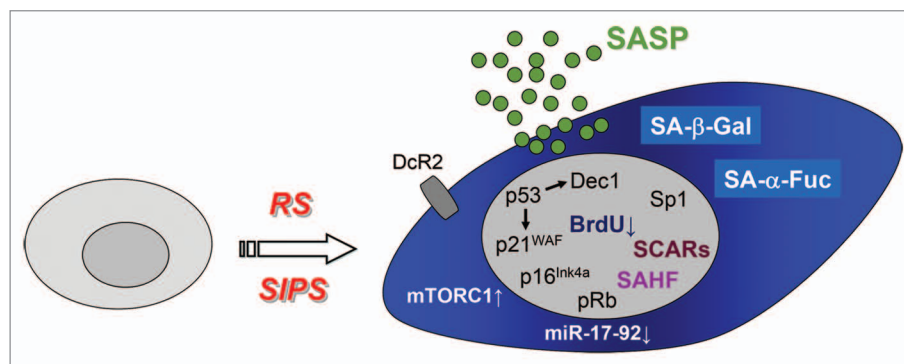 SASP
SA-β-Gal
DcR2
SA-α-Fuc
RS
SIPS
p53
Dec1
Sp1
p21WAF
BrdU↓
SCARs
p16Ink4a
SAHF
pRb
mTORC1↑
miR-17-92↓